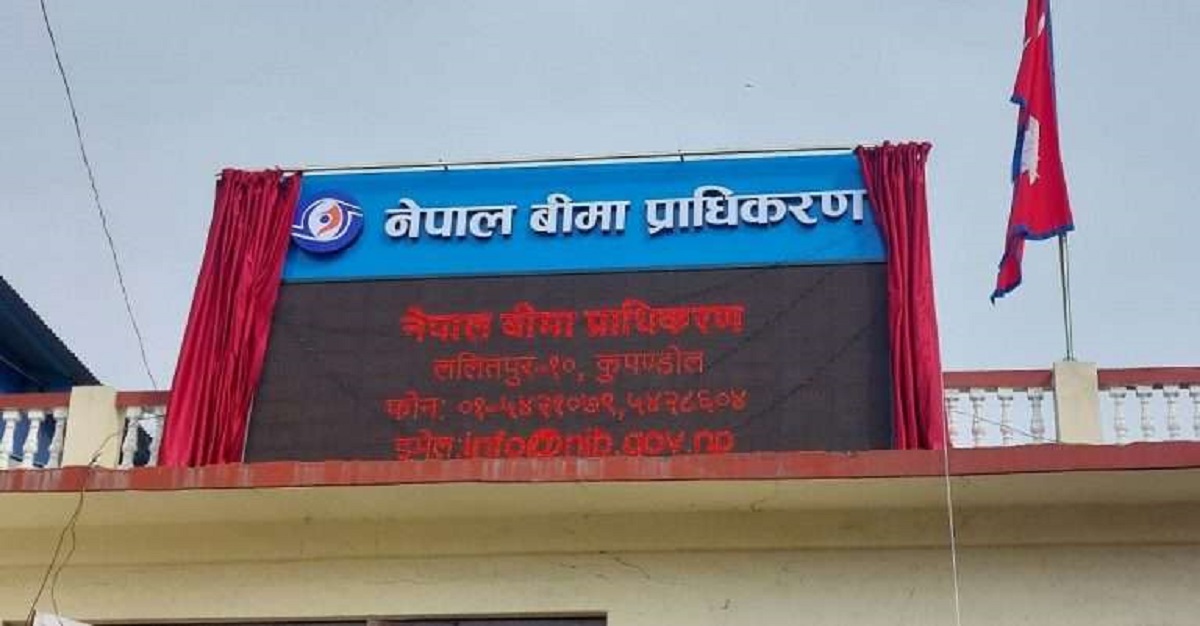 नेपाल बीमा प्राधिकरण
नेपाल बीमा प्राधिकरण
ललितपुर-१०, कुपण्डोल
फोन: ०१-५४२१०७९,५४२८६०४
इमेल:info@nib.gov.np